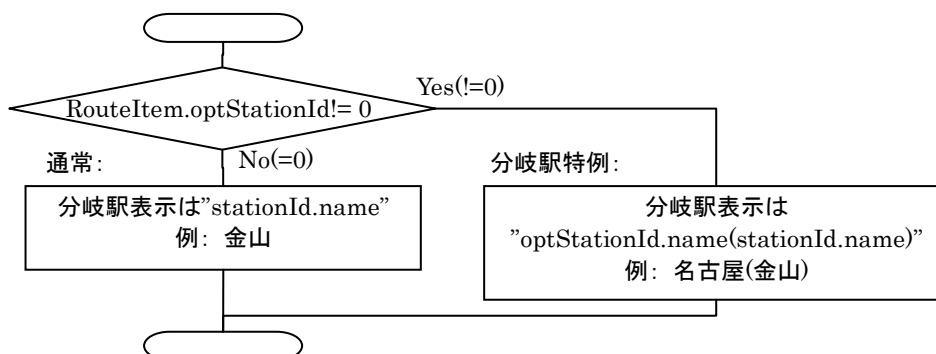 RouteItem.optStationId!= 0
Yes(!=0)
No(=0)
通常:
分岐駅表示は”stationId.name”
例: 金山
分岐駅特例:
分岐駅表示は
”optStationId.name(stationId.name)”
例: 名古屋(金山)